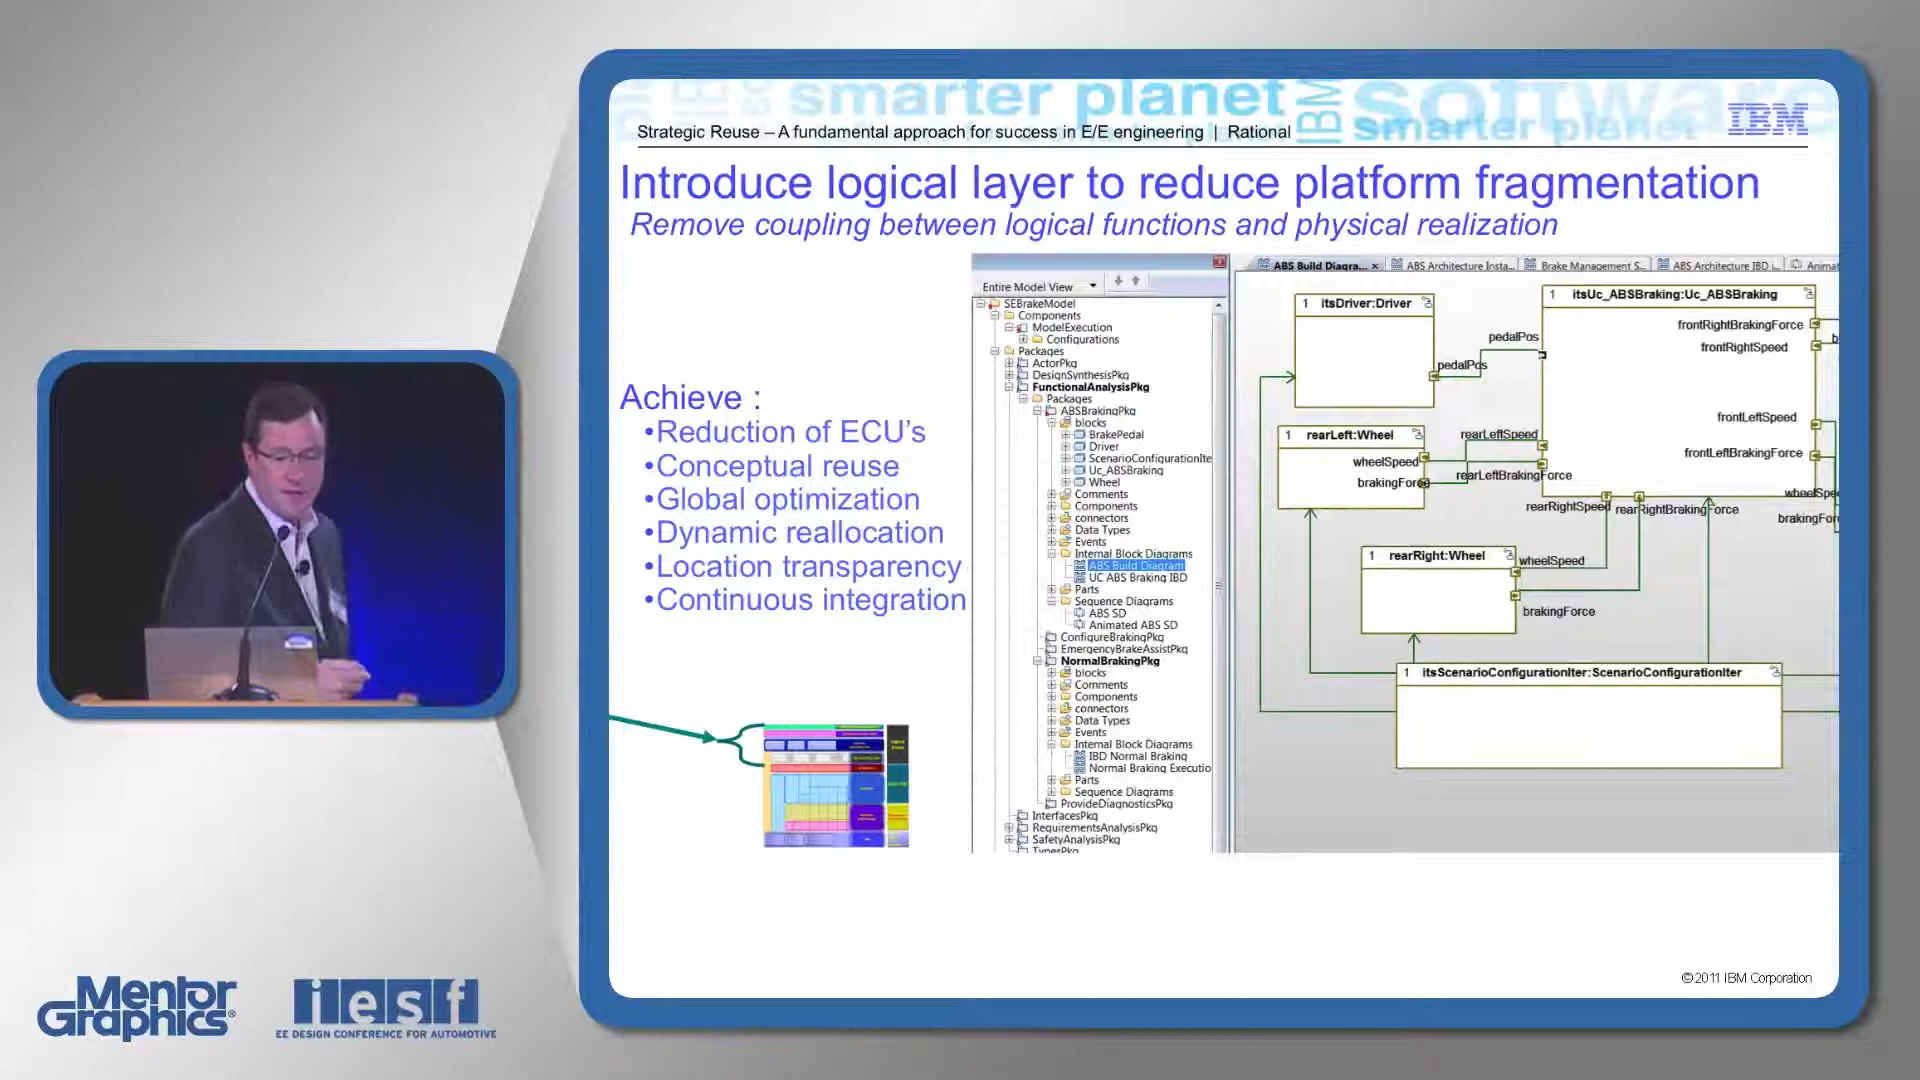 smarter planet
IBM
software
smarter planet
IBM
Strategic Reuse – A fundamental approach for success in E/E engineering | Rational
Introduce logical layer to reduce platform fragmentation
Remove coupling between logical functions and physical realization
Achieve :
•Reduction of ECU's
•Conceptual reuse
•Global optimization
•Dynamic reallocation
•Location transparency
•Continuous integration
Entire Model View
SEBrakeModel
Components
ModelExecution
Configurations
Packages
ActorPkg
DesignSynthesisPkg
FunctionalAnalysisPkg
Packages
ABSBrakingPkg
blocks
BrakePedal
Driver
ScenarioConfigurationIte
Uc_ABSBraking
Wheel
Comments
Components
connectors
Data Types
Events
Internal Block Diagrams
ABS Build Diagram
UC ABS Braking IBD
Parts
Sequence Diagrams
ABS SD
Animated ABS SD
ConfigureBrakingPkg
EmergencyBrakeAssistPkg
NormalBrakingPkg
blocks
Comments
Components
connectors
Data Types
Events
Internal Block Diagrams
IBD Normal Braking
Normal Braking Executio
Parts
Sequence Diagrams
ProvideDiagnosticsPkg
InterfacesPkg
RequirementsAnalysisPkg
SafetyAnalysisPkg
TypesPkg
ABS Build Diagra... x ABS Architecture Insta... Brake Management S... ABS Architecture IBD i... Animat
1 itsDriver:Driver
pedalPos
pedalPos
1 itsUc_ABSBraking:Uc_ABSBraking
frontRightBrakingForce
frontRightSpeed
frontLeftSpeed
frontLeftBrakingForce
1 rearLeft:Wheel
wheelSpeed
brakingForce
rearLeftSpeed
rearLeftBrakingForce
rearRightSpeed
rearRightBrakingForce
wheelSpe
brakingFor
1 rearRight:Wheel
wheelSpeed
brakingForce
1 itsScenarioConfigurationIter:ScenarioConfigurationIter
©2011 IBM Corporation
Mentor
Graphics®
iesf
EE DESIGN CONFERENCE FOR AUTOMOTIVE